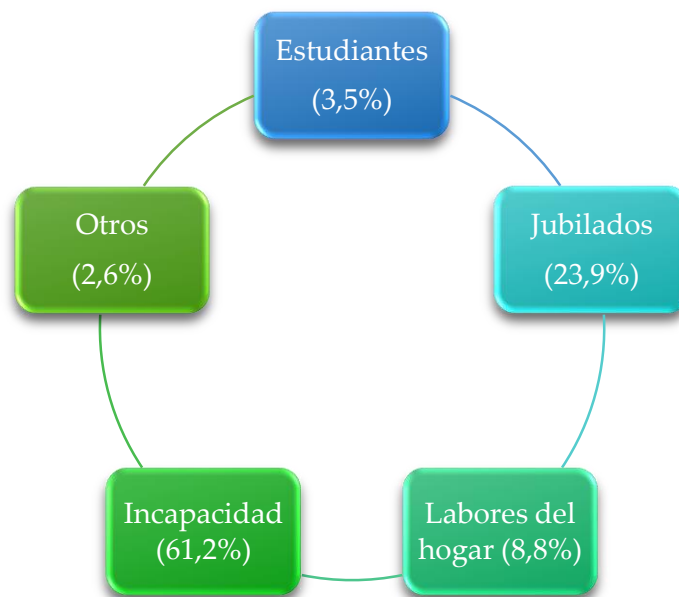 Estudiantes
(3,5%)
Jubilados
(23,9%)
Labores del
hogar (8,8%)
Incapacidad
(61,2%)
Otros
(2,6%)